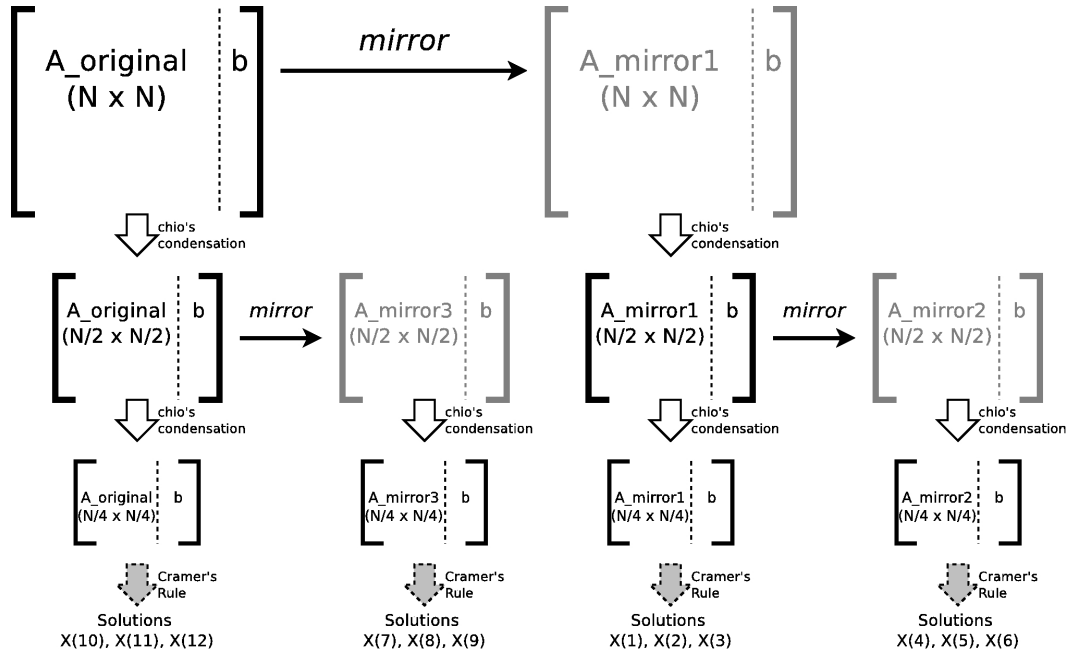 A_original b
(N x N)
mirror
A_mirror1 b
(N x N)
chio's
condensation
chio's
condensation
A_original b
(N/2 x N/2)
mirror
A_mirror3 b
(N/2 x N/2)
A_mirror1 b
(N/2 x N/2)
mirror
A_mirror2 b
(N/2 x N/2)
chio's
condensation
chio's
condensation
chio's
condensation
chio's
condensation
A_original b
(N/4 x N/4)
A_mirror3 b
(N/4 x N/4)
A_mirror1 b
(N/4 x N/4)
A_mirror2 b
(N/4 x N/4)
Cramer's
Rule
Cramer's
Rule
Cramer's
Rule
Cramer's
Rule
Solutions
X(10), X(11), X(12)
Solutions
X(7), X(8), X(9)
Solutions
X(1), X(2), X(3)
Solutions
X(4), X(5), X(6)